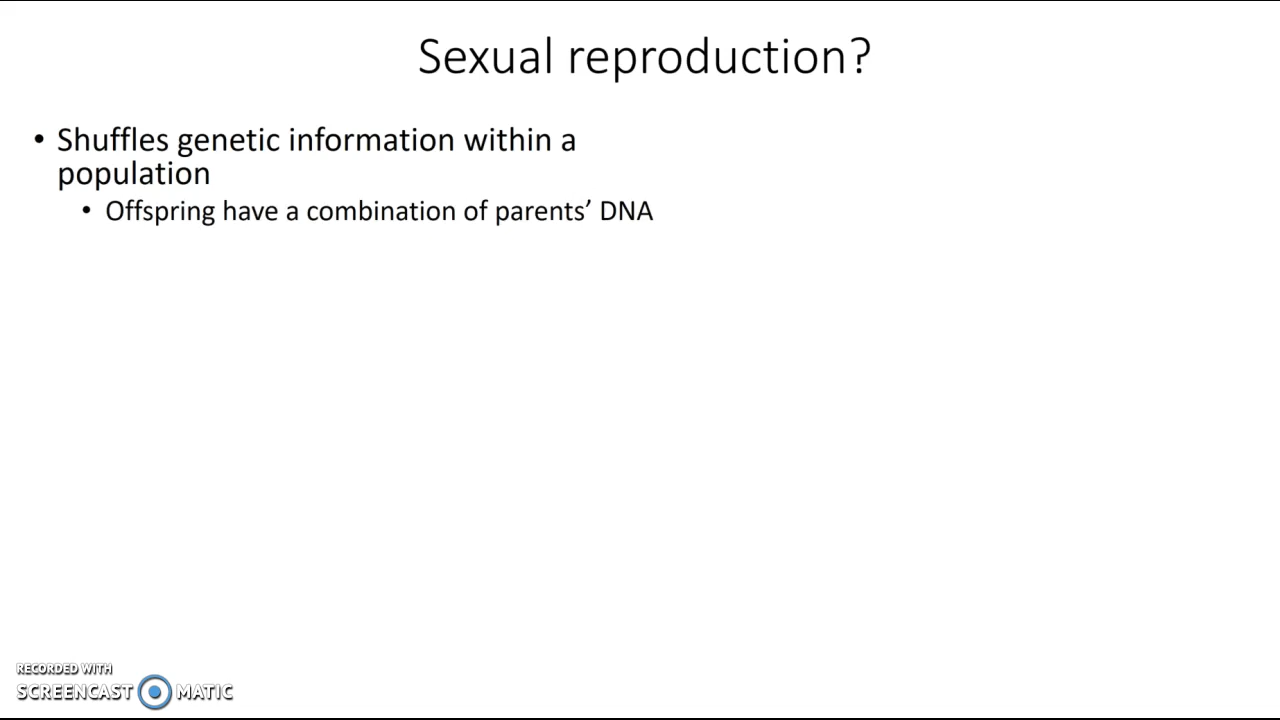 Sexual reproduction?
• Shuffles genetic information within a
population
• Offspring have a combination of parents’ DNA
RECORDED WITH
SCREENCAST MATIC